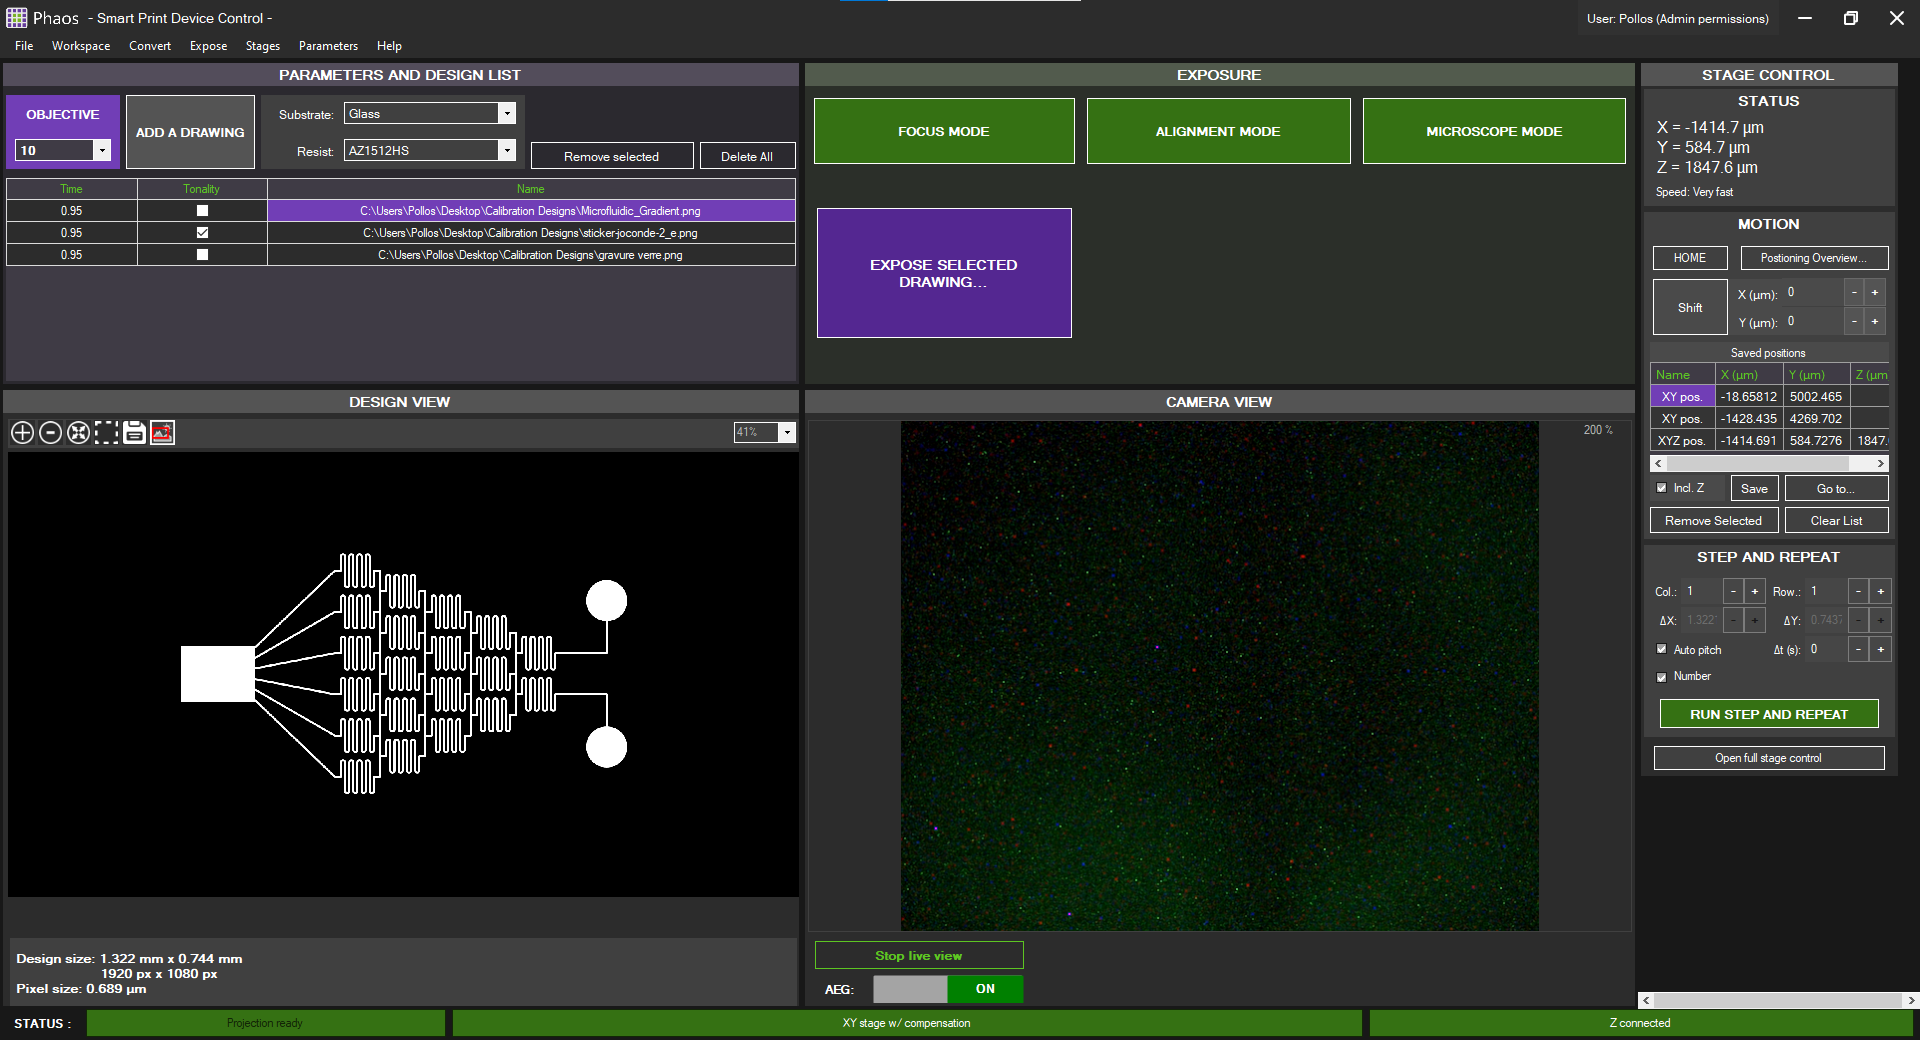 Phaos - Smart Print Device Control -
User: Pollos (Admin permissions)
File Workspace Convert Expose Stages Parameters Help
PARAMETERS AND DESIGN LIST
OBJECTIVE
10
ADD A DRAWING
Substrate: Glass
Resist: AZ1512HS
Remove selected
Delete All
Time Tonality Name
0.95 C:\Users\Pollos\Desktop\Calibration Designs\Microfluidic_Gradient.png
0.95 C:\Users\Pollos\Desktop\Calibration Designs\sticker-joconde-2_e.png
0.95 C:\Users\Pollos\Desktop\Calibration Designs\gravure verre.png
EXPOSURE
FOCUS MODE
ALIGNMENT MODE
MICROSCOPE MODE
EXPOSE SELECTED
DRAWING...
DESIGN VIEW
41%
Design size: 1.322 mm x 0.744 mm
1920 px x 1080 px
Pixel size: 0.689 µm
CAMERA VIEW
200 %
Stop live view
AEG: ON
STAGE CONTROL
STATUS
X = -1414.7 µm
Y = 584.7 µm
Z = 1847.6 µm
Speed: Very fast
MOTION
HOME
Postioning Overview...
Shift
X (µm): 0 - +
Y (µm): 0 - +
Saved positions
Name X (µm) Y (µm) Z (µm
XY pos. -18.65812 5002.465
XY pos. -1428.435 4269.702
XYZ pos. -1414.691 584.7276 1847.
Incl. Z
Save
Go to...
Remove Selected
Clear List
STEP AND REPEAT
Col.: 1 - + Row.: 1 - +
ΔX: 1.322 - + ΔY: 0.7437 - +
Auto pitch Δt (s): 0 - +
Number
RUN STEP AND REPEAT
Open full stage control
STATUS : Projection ready XY stage w/ compensation Z connected